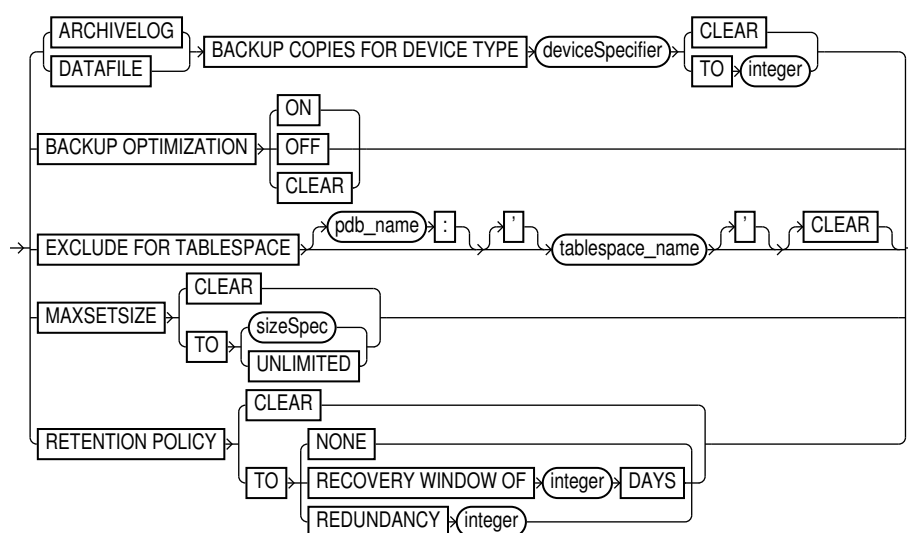 ARCHIVELOG
DATAFILE
BACKUP COPIES FOR DEVICE TYPE deviceSpecifier
CLEAR
TO integer
BACKUP OPTIMIZATION
ON
OFF
CLEAR
EXCLUDE FOR TABLESPACE pdb_name : ' tablespace_name ' CLEAR
MAXSETSIZE
CLEAR
TO
sizeSpec
UNLIMITED
RETENTION POLICY
CLEAR
TO
NONE
RECOVERY WINDOW OF integer DAYS
REDUNDANCY integer